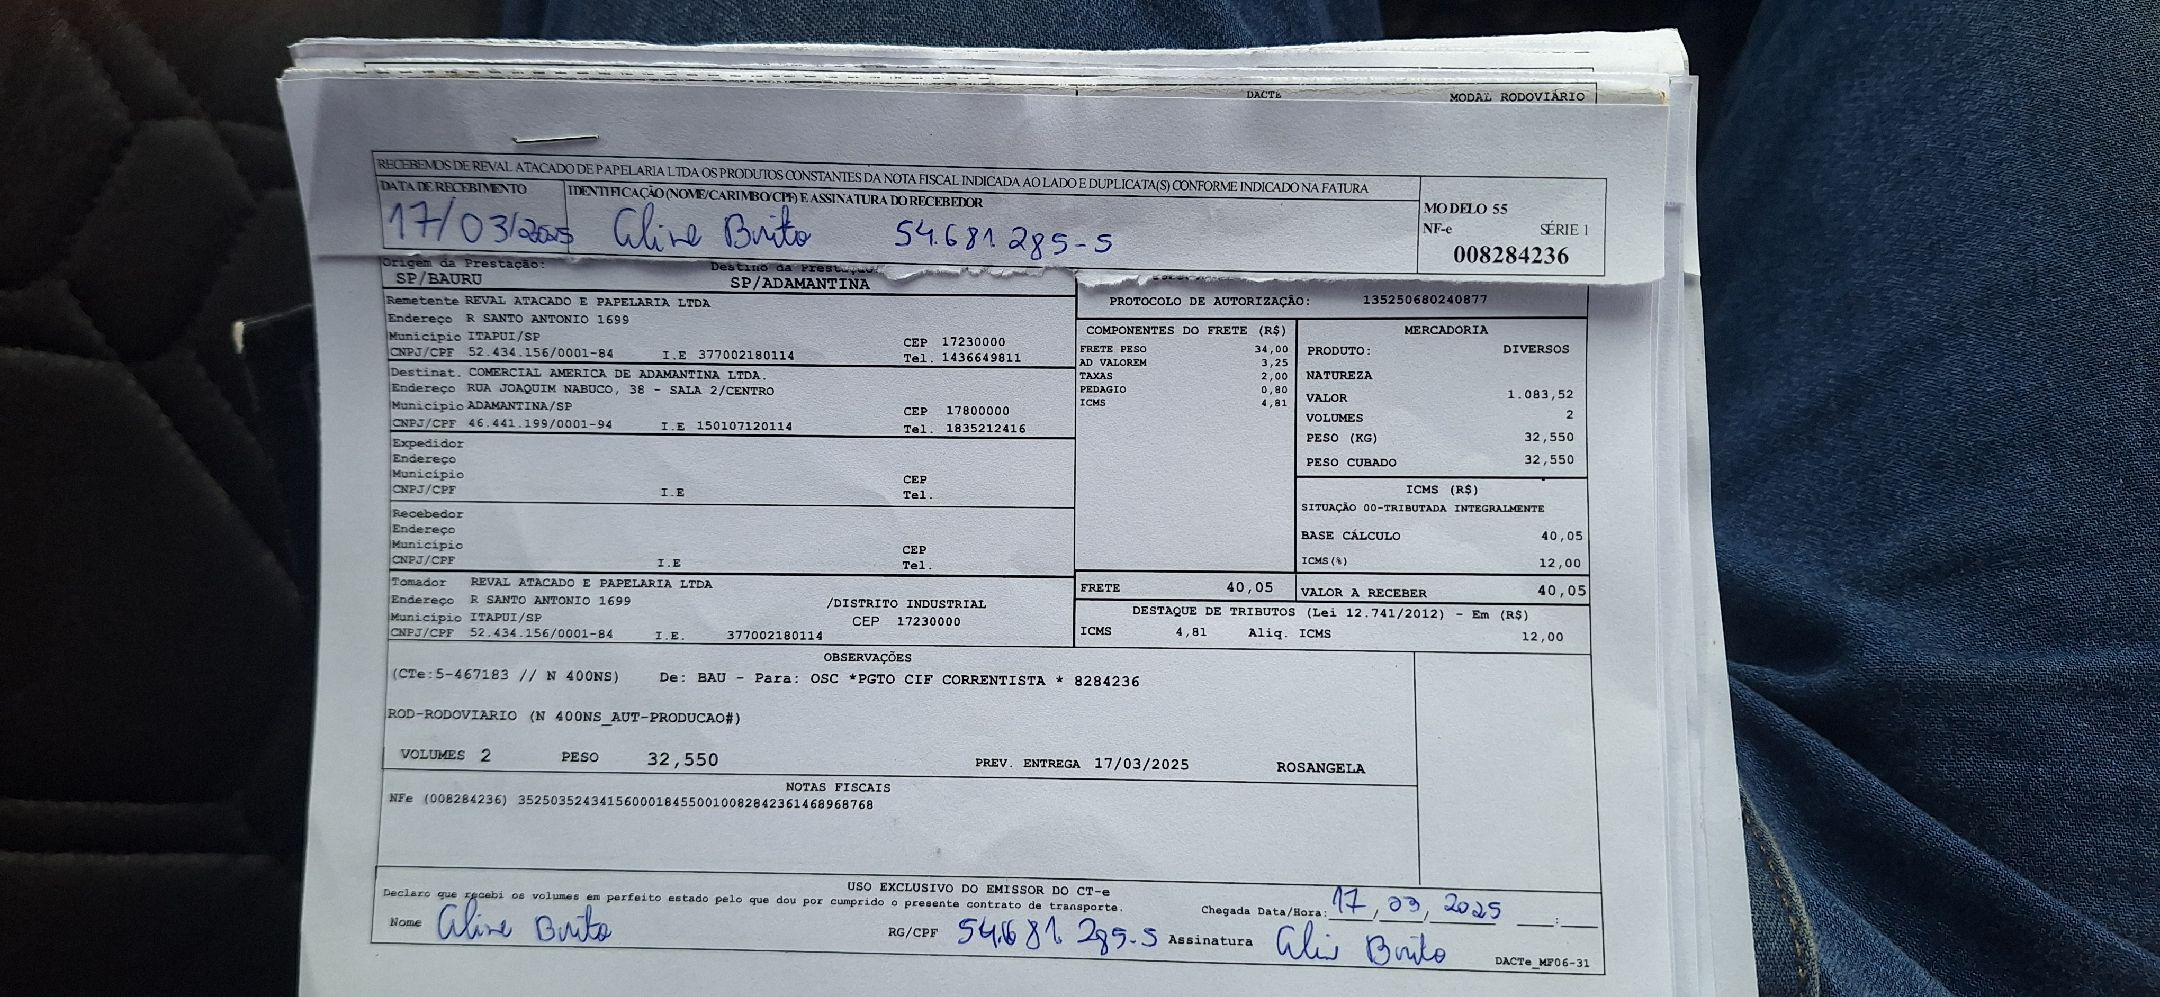 DACTe MODAL RODOVIÁRIO
RECEBEMOS DE REVAL ATACADO DE PAPELARIA LTDA OS PRODUTOS CONSTANTES DA NOTA FISCAL INDICADA AO LADO E DUPLICATA(S) CONFORME INDICADO NA FATURA
DATA DE RECEBIMENTO
17/03/2025
IDENTIFICAÇÃO (NOME/CARIMBO/CPF) E ASSINATURA DO RECEBEDOR
Aline Brito 54.681.285-5
MODELO 55
NF-e SÉRIE 1
008284236
Origem da Prestação:
SP/BAURU
Destino da Prestação:
SP/ADAMANTINA
Remetente REVAL ATACADO E PAPELARIA LTDA
Endereço R SANTO ANTONIO 1699
Município ITAPUI/SP CEP 17230000
CNPJ/CPF 52.434.156/0001-84 I.E 377002180114 Tel. 1436649811
Destinat. COMERCIAL AMERICA DE ADAMANTINA LTDA.
Endereço RUA JOAQUIM NABUCO, 38 - SALA 2/CENTRO
Município ADAMANTINA/SP CEP 17800000
CNPJ/CPF 46.441.199/0001-94 I.E 150107120114 Tel. 1835212416
Expedidor
Endereço
Município CEP
CNPJ/CPF I.E Tel.
Recebedor
Endereço
Município CEP
CNPJ/CPF I.E Tel.
Tomador REVAL ATACADO E PAPELARIA LTDA
Endereço R SANTO ANTONIO 1699 /DISTRITO INDUSTRIAL
Município ITAPUI/SP CEP 17230000
CNPJ/CPF 52.434.156/0001-84 I.E. 377002180114
PROTOCOLO DE AUTORIZAÇÃO: 135250680240877
COMPONENTES DO FRETE (R$)
FRETE PESO 34,00
AD VALOREM 3,25
TAXAS 2,00
PEDAGIO 0,80
ICMS 4,81
MERCADORIA
PRODUTO: DIVERSOS
NATUREZA
VALOR 1.083,52
VOLUMES 2
PESO (KG) 32,550
PESO CUBADO 32,550
ICMS (R$)
SITUAÇÃO 00-TRIBUTADA INTEGRALMENTE
BASE CÁLCULO 40,05
ICMS(%) 12,00
FRETE 40,05
VALOR A RECEBER 40,05
DESTAQUE DE TRIBUTOS (Lei 12.741/2012) - Em (R$)
ICMS 4,81 Aliq. ICMS 12,00
OBSERVAÇÕES
(CTe:5-467183 // N 400NS) De: BAU - Para: OSC *PGTO CIF CORRENTISTA * 8284236
ROD-RODOVIARIO (N 400NS_AUT-PRODUCAO#)
VOLUMES 2 PESO 32,550 PREV. ENTREGA 17/03/2025 ROSANGELA
NOTAS FISCAIS
NFe (008284236) 35250352434156000184550010082842361468968768
USO EXCLUSIVO DO EMISSOR DO CT-e
Declaro que recebi os volumes em perfeito estado pelo que dou por cumprido o presente contrato de transporte.
Chegada Data/Hora: 17/03/2025 __:__
Nome Aline Brito RG/CPF 54.681.285-5 Assinatura Aline Brito
DACTe_MF06-31